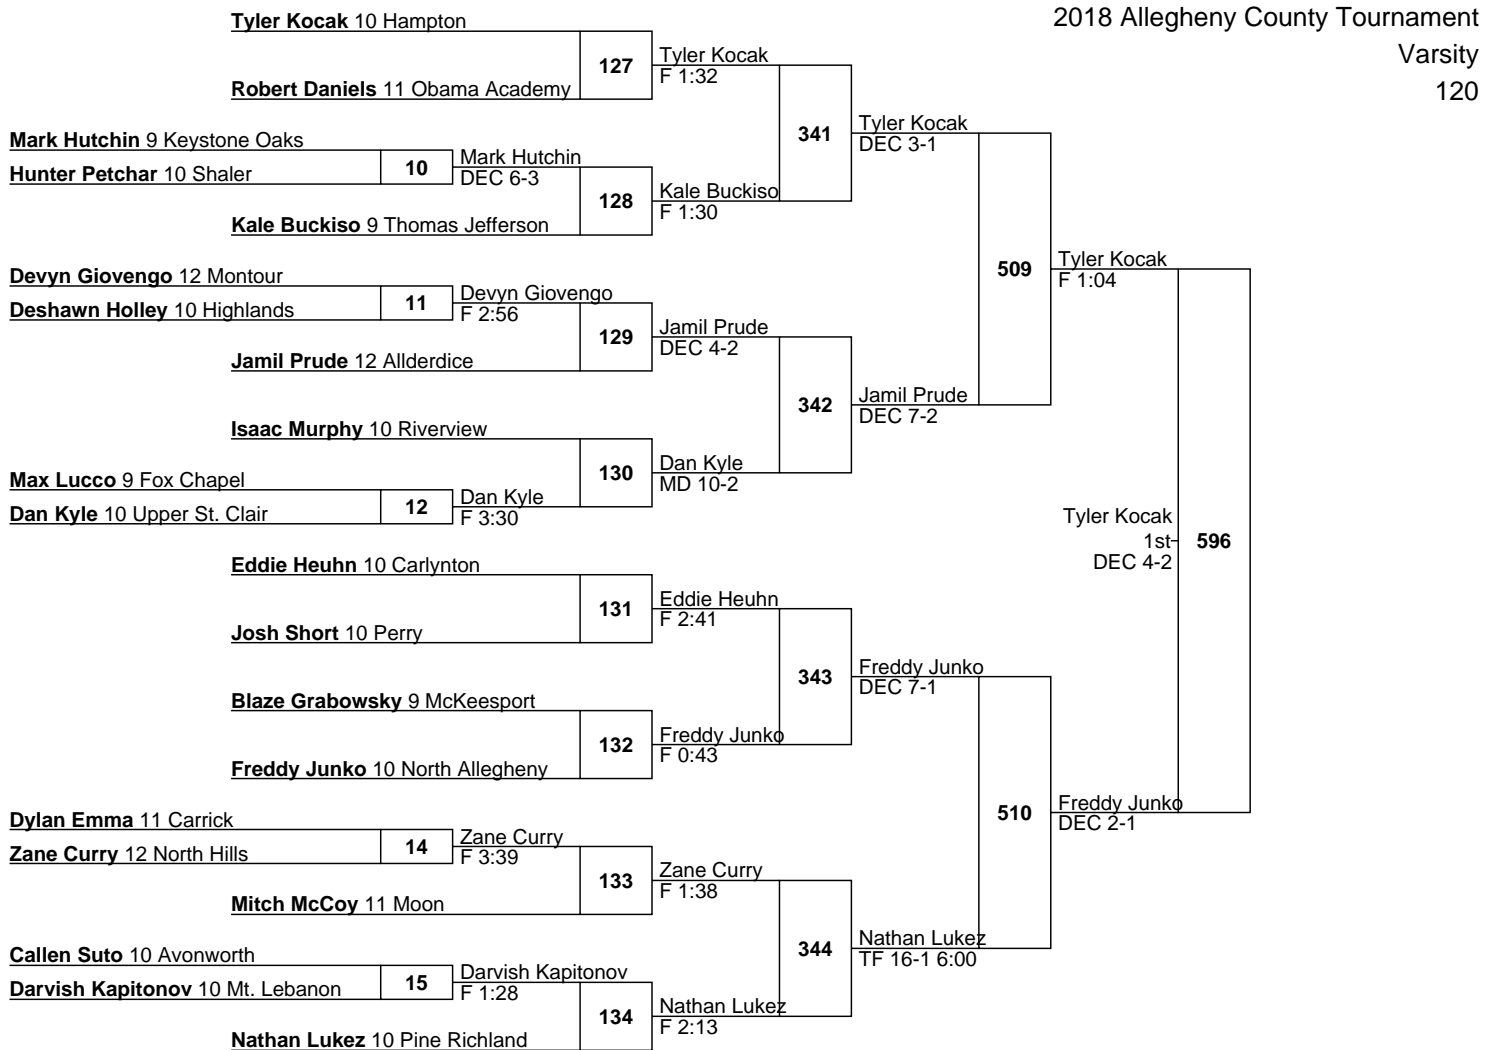 2018 Allegheny County Tournament
Varsity
120
Tyler Kocak 10 Hampton
127
Tyler Kocak
F 1:32
Robert Daniels 11 Obama Academy
341
Tyler Kocak
DEC 3-1
Mark Hutchin 9 Keystone Oaks
10
Mark Hutchin
DEC 6-3
Hunter Petchar 10 Shaler
128
Kale Buckiso
F 1:30
Kale Buckiso 9 Thomas Jefferson
509
Tyler Kocak
F 1:04
Devyn Giovengo 12 Montour
11
Devyn Giovengo
F 2:56
Deshawn Holley 10 Highlands
129
Jamil Prude
DEC 4-2
Jamil Prude 12 Allderdice
342
Jamil Prude
DEC 7-2
Isaac Murphy 10 Riverview
130
Dan Kyle
MD 10-2
Max Lucco 9 Fox Chapel
12
Dan Kyle
F 3:30
Dan Kyle 10 Upper St. Clair
Tyler Kocak
1st
DEC 4-2
596
Eddie Heuhn 10 Carlynton
131
Eddie Heuhn
F 2:41
Josh Short 10 Perry
343
Freddy Junko
DEC 7-1
Blaze Grabowsky 9 McKeesport
132
Freddy Junko
F 0:43
Freddy Junko 10 North Allegheny
510
Freddy Junko
DEC 2-1
Dylan Emma 11 Carrick
14
Zane Curry
F 3:39
Zane Curry 12 North Hills
133
Zane Curry
F 1:38
Mitch McCoy 11 Moon
344
Nathan Lukez
TF 16-1 6:00
Callen Suto 10 Avonworth
15
Darvish Kapitonov
F 1:28
Darvish Kapitonov 10 Mt. Lebanon
134
Nathan Lukez
F 2:13
Nathan Lukez 10 Pine Richland